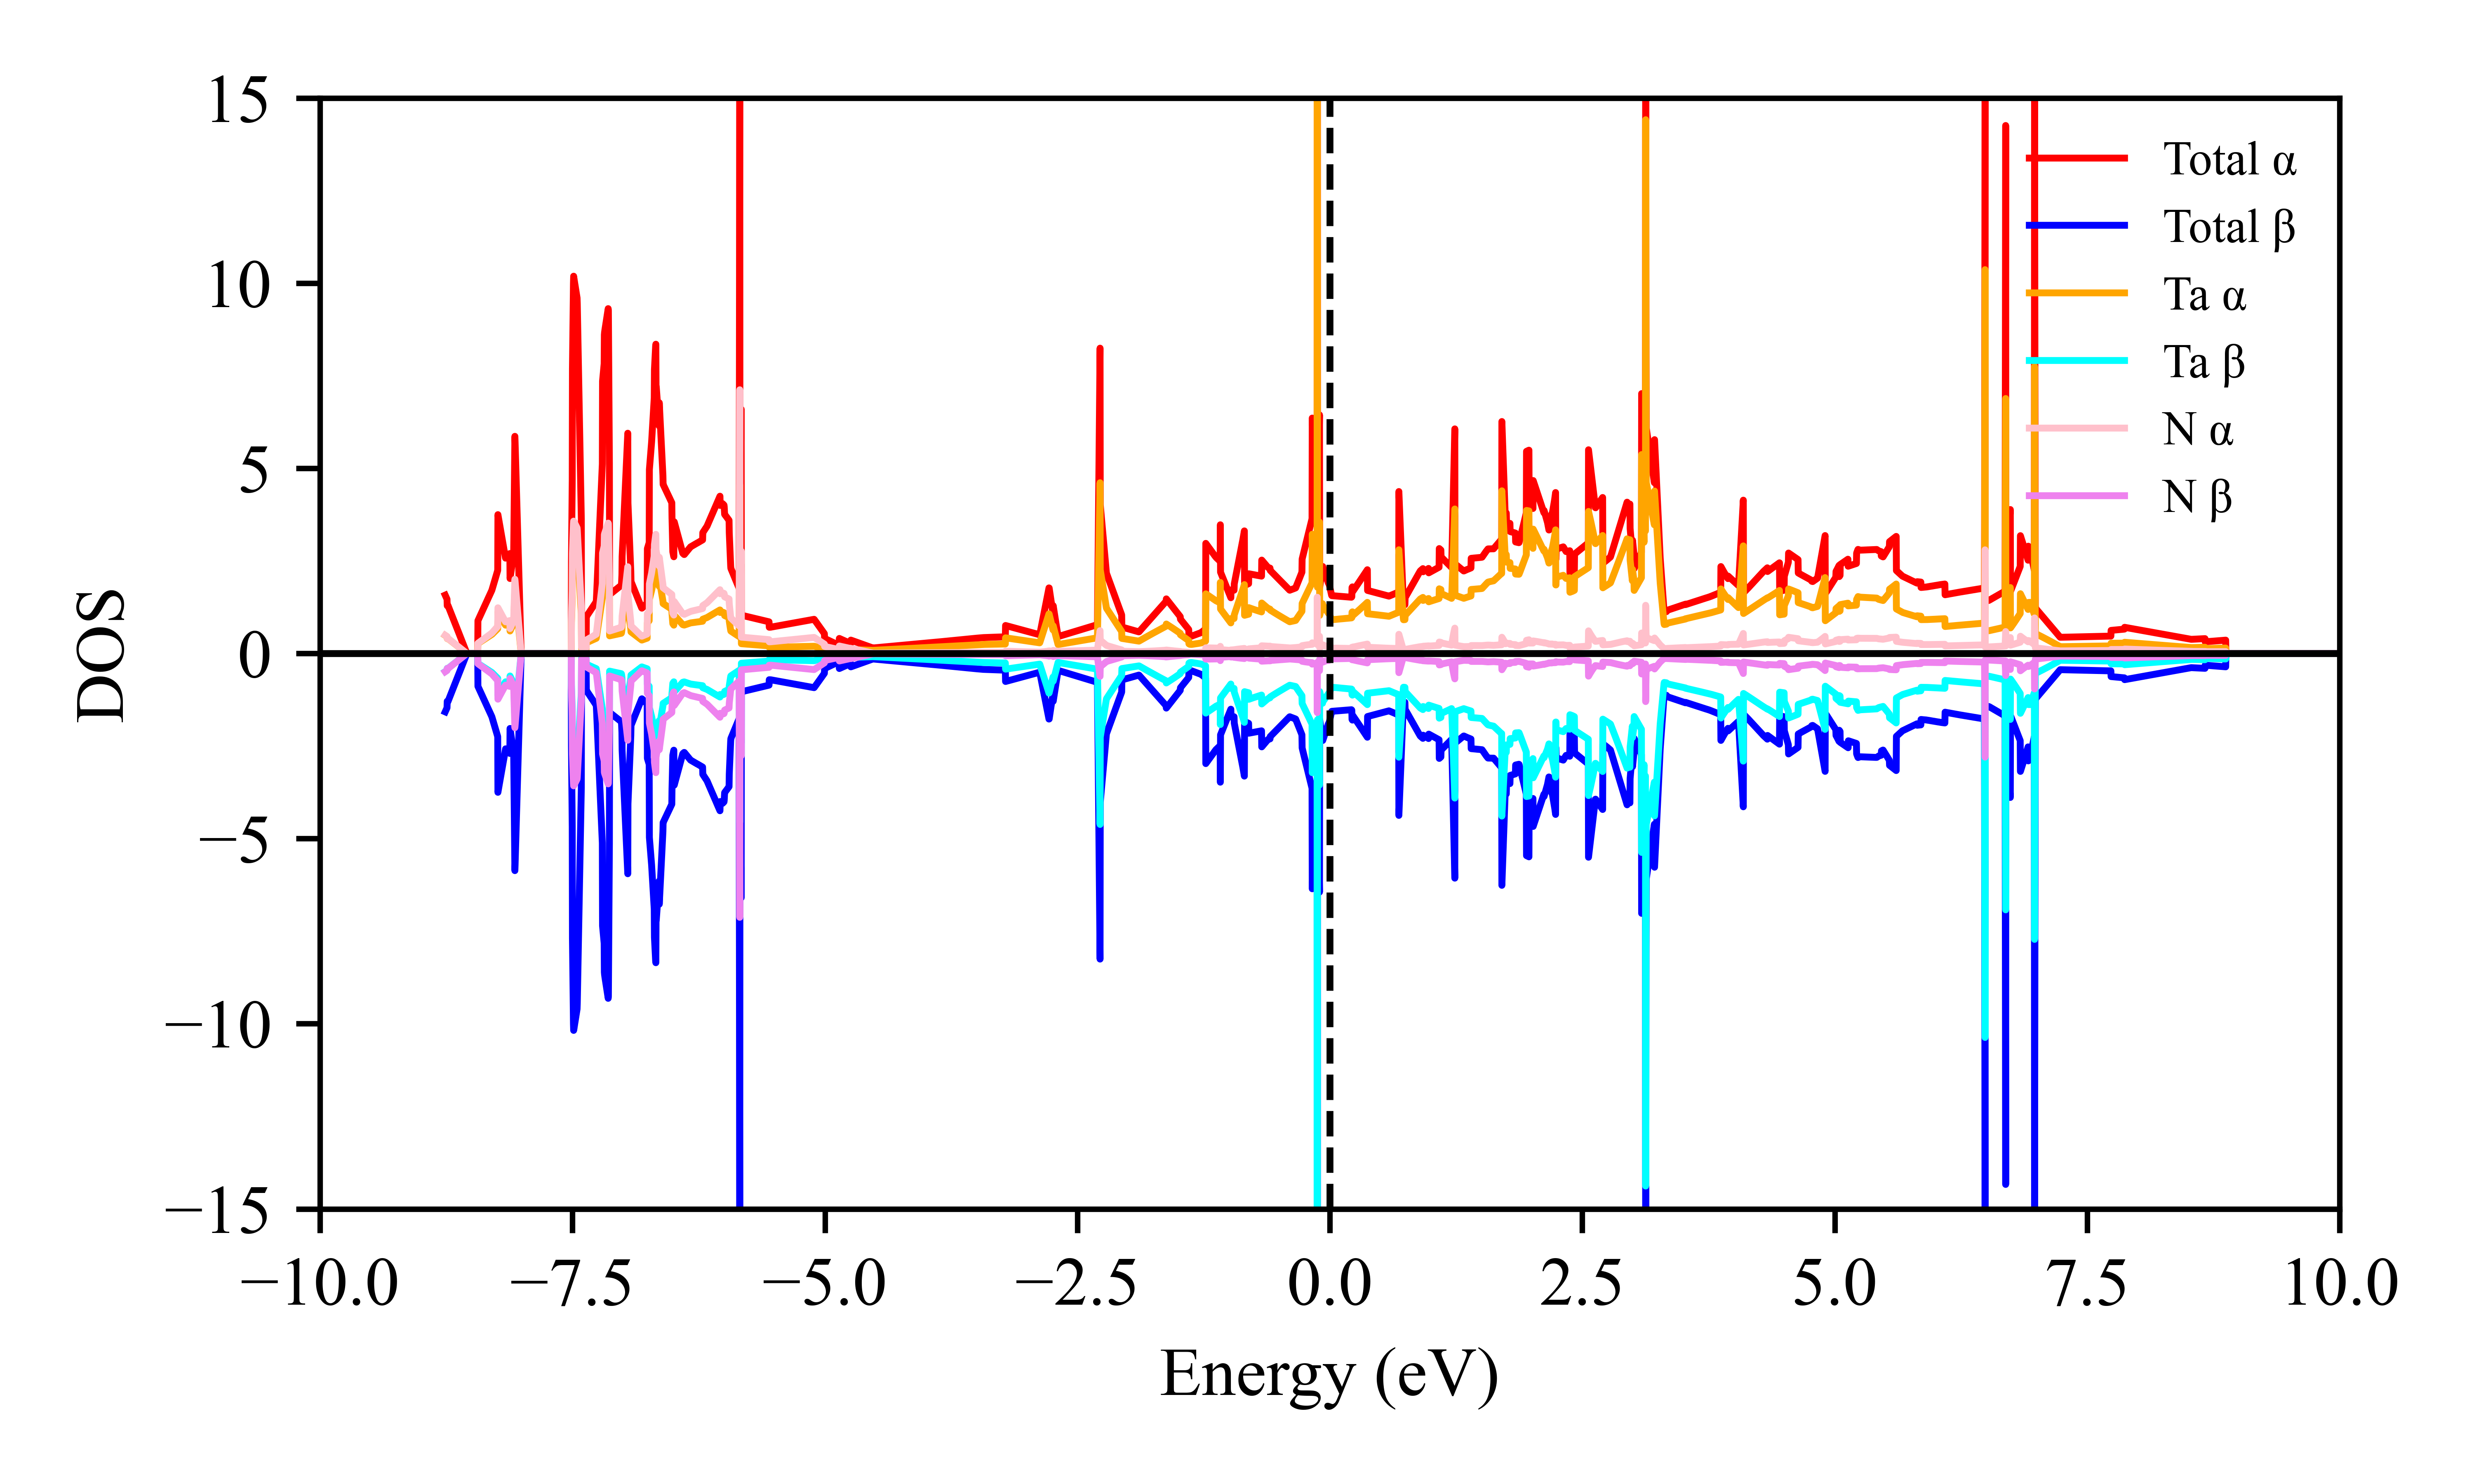 15
10
5
0
−5
−10
−15
DOS
−10.0
−7.5
−5.0
−2.5
0.0
2.5
5.0
7.5
10.0
Energy (eV)
Total α
Total β
Ta α
Ta β
N α
N β